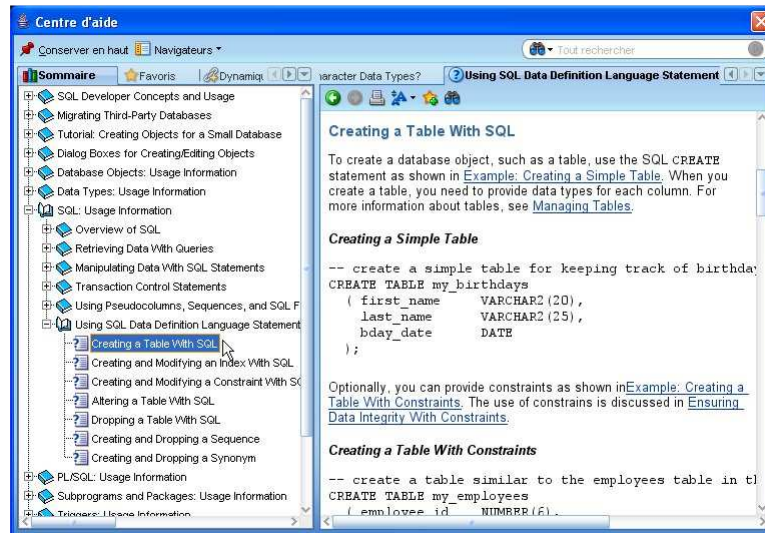 Centre d'aide
Conserver en haut Navigateurs
Tout rechercher
Sommaire Favoris Dynamiqu
aracter Data Types? Using SQL Data Definition Language Statement
SQL Developer Concepts and Usage
Migrating Third-Party Databases
Tutorial: Creating Objects for a Small Database
Dialog Boxes for Creating/Editing Objects
Database Objects: Usage Information
Data Types: Usage Information
SQL: Usage Information
Overview of SQL
Retrieving Data With Queries
Manipulating Data With SQL Statements
Transaction Control Statements
Using Pseudocolumns, Sequences, and SQL F
Using SQL Data Definition Language Statement
Creating a Table With SQL
Creating and Modifying an Index With SQL
Creating and Modifying a Constraint With SQ
Altering a Table With SQL
Dropping a Table With SQL
Creating and Dropping a Sequence
Creating and Dropping a Synonym
PL/SQL: Usage Information
Subprograms and Packages: Usage Information
Triggers: Usage Information
Creating a Table With SQL
To create a database object, such as a table, use the SQL CREATE
statement as shown in Example: Creating a Simple Table. When you
create a table, you need to provide data types for each column. For
more information about tables, see Managing Tables.
Creating a Simple Table
-- create a simple table for keeping track of birthday
CREATE TABLE my_birthdays
( first_name VARCHAR2(20),
last_name VARCHAR2(25),
bday_date DATE
);
Optionally, you can provide constraints as shown inExample: Creating a
Table With Constraints. The use of constrains is discussed in Ensuring
Data Integrity With Constraints.
Creating a Table With Constraints
-- create a table similar to the employees table in th
CREATE TABLE my_employees
( employee_id NUMBER(6),